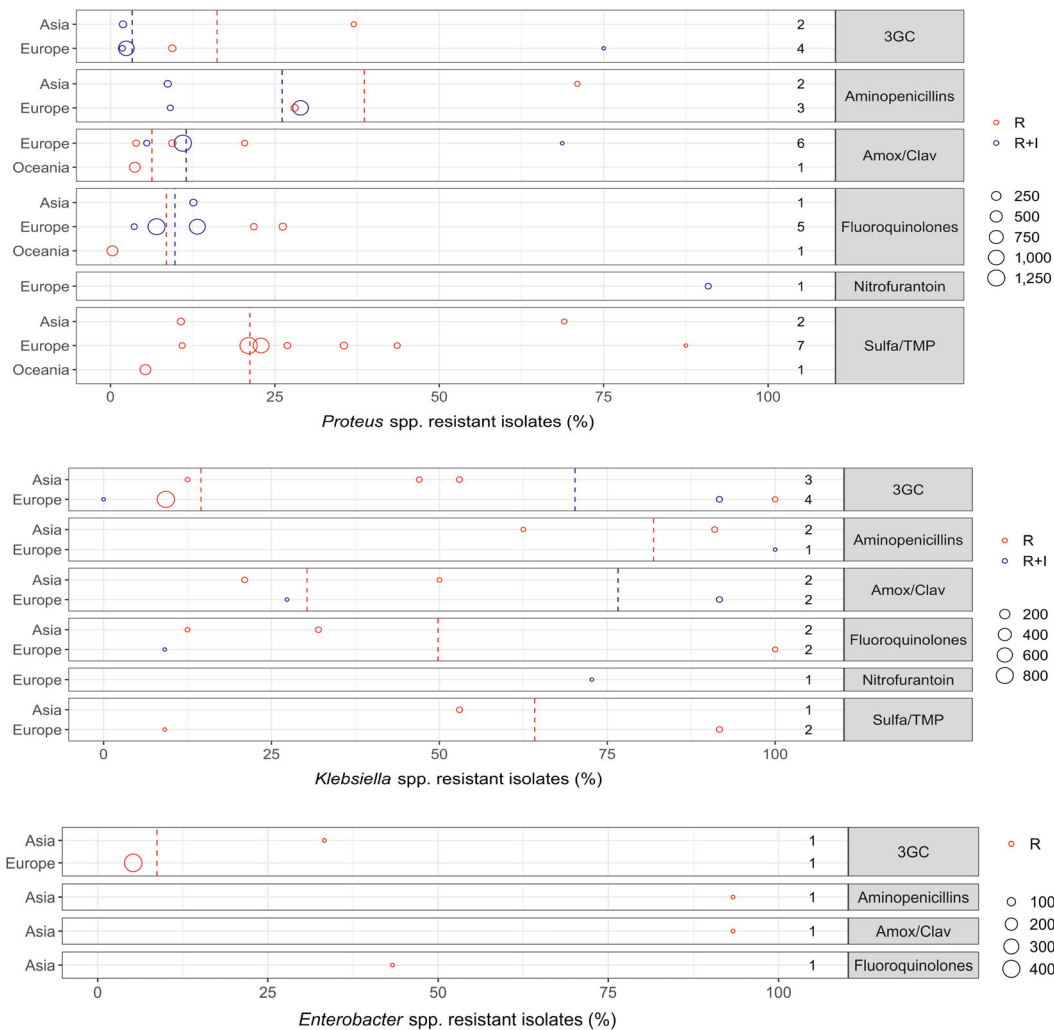 Asia 2
3GC
Europe 4
Asia 2
Aminopenicillins
Europe 3
Europe 6
Amox/Clav
Oceania 1
Asia 1
Europe 5
Fluoroquinolones
Oceania 1
Europe 1 Nitrofurantoin
Asia 2
Europe 7
Sulfa/TMP
Oceania 1
0 25 50 75 100
Proteus spp. resistant isolates (%)
R
R+I
250
500
750
1,000
1,250
Asia 3
3GC
Europe 4
Asia 2
Aminopenicillins
Europe 1
Asia 2
Amox/Clav
Europe 2
Asia 2
Fluoroquinolones
Europe 2
Europe 1 Nitrofurantoin
Asia 1
Sulfa/TMP
Europe 2
0 25 50 75 100
Klebsiella spp. resistant isolates (%)
R
R+I
200
400
600
800
Asia 1
3GC
Europe 1
Asia 1 Aminopenicillins
Asia 1 Amox/Clav
Asia 1 Fluoroquinolones
0 25 50 75 100
Enterobacter spp. resistant isolates (%)
R
100
200
300
400